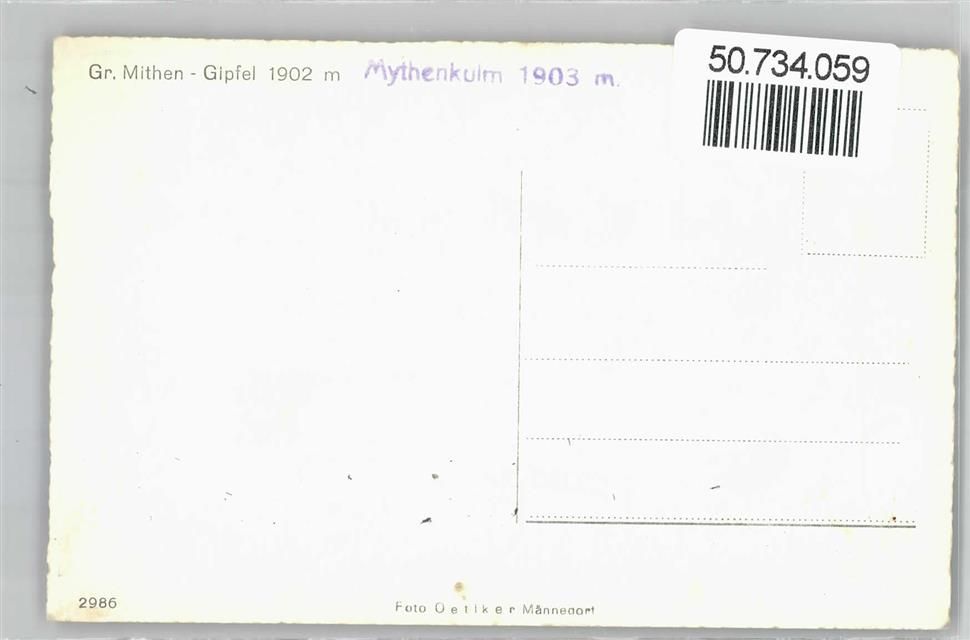 Gr. Mithen - Gipfel 1902 m Mythenkulm 1903 m.
50.734.059
2986
Foto Oetiker Männedorf